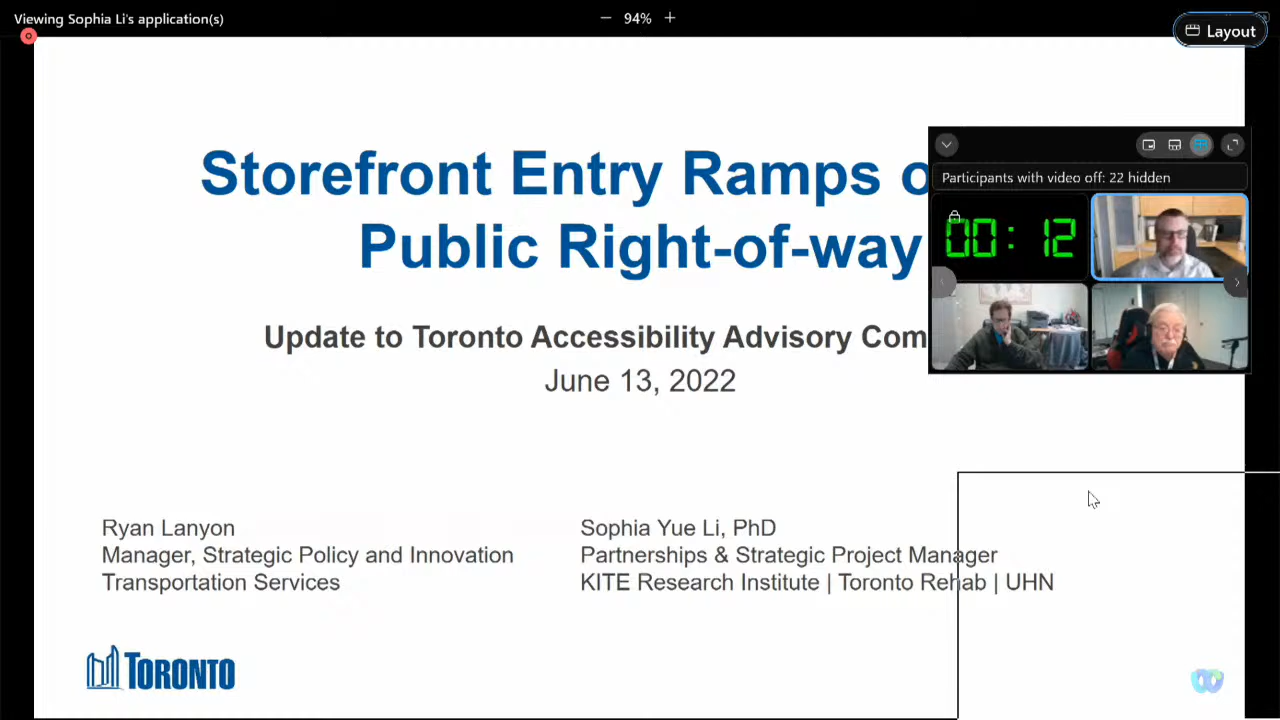 Viewing Sophia Li's application(s)
94%
Layout
Storefront Entry Ramps o
Public Right-of-way
Participants with video off: 22 hidden
00:12
Update to Toronto Accessibility Advisory Com
June 13, 2022
Ryan Lanyon
Manager, Strategic Policy and Innovation
Transportation Services
Sophia Yue Li, PhD
Partnerships & Strategic Project Manager
KITE Research Institute | Toronto Rehab | UHN
TORONTO